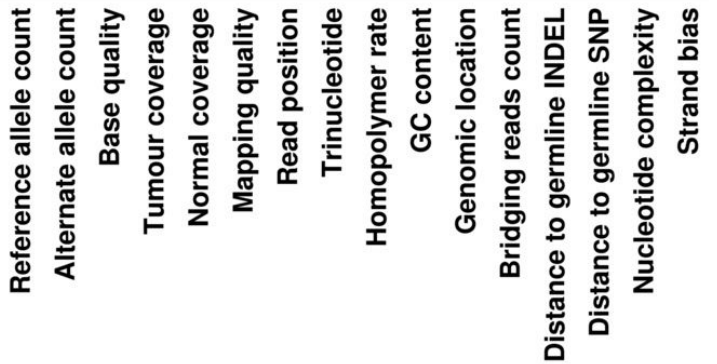 Reference allele count
Alternate allele count
Base quality
Tumour coverage
Normal coverage
Mapping quality
Read position
Trinucleotide
Homopolymer rate
GC content
Genomic location
Bridging reads count
Distance to germline INDEL
Distance to germline SNP
Nucleotide complexity
Strand bias